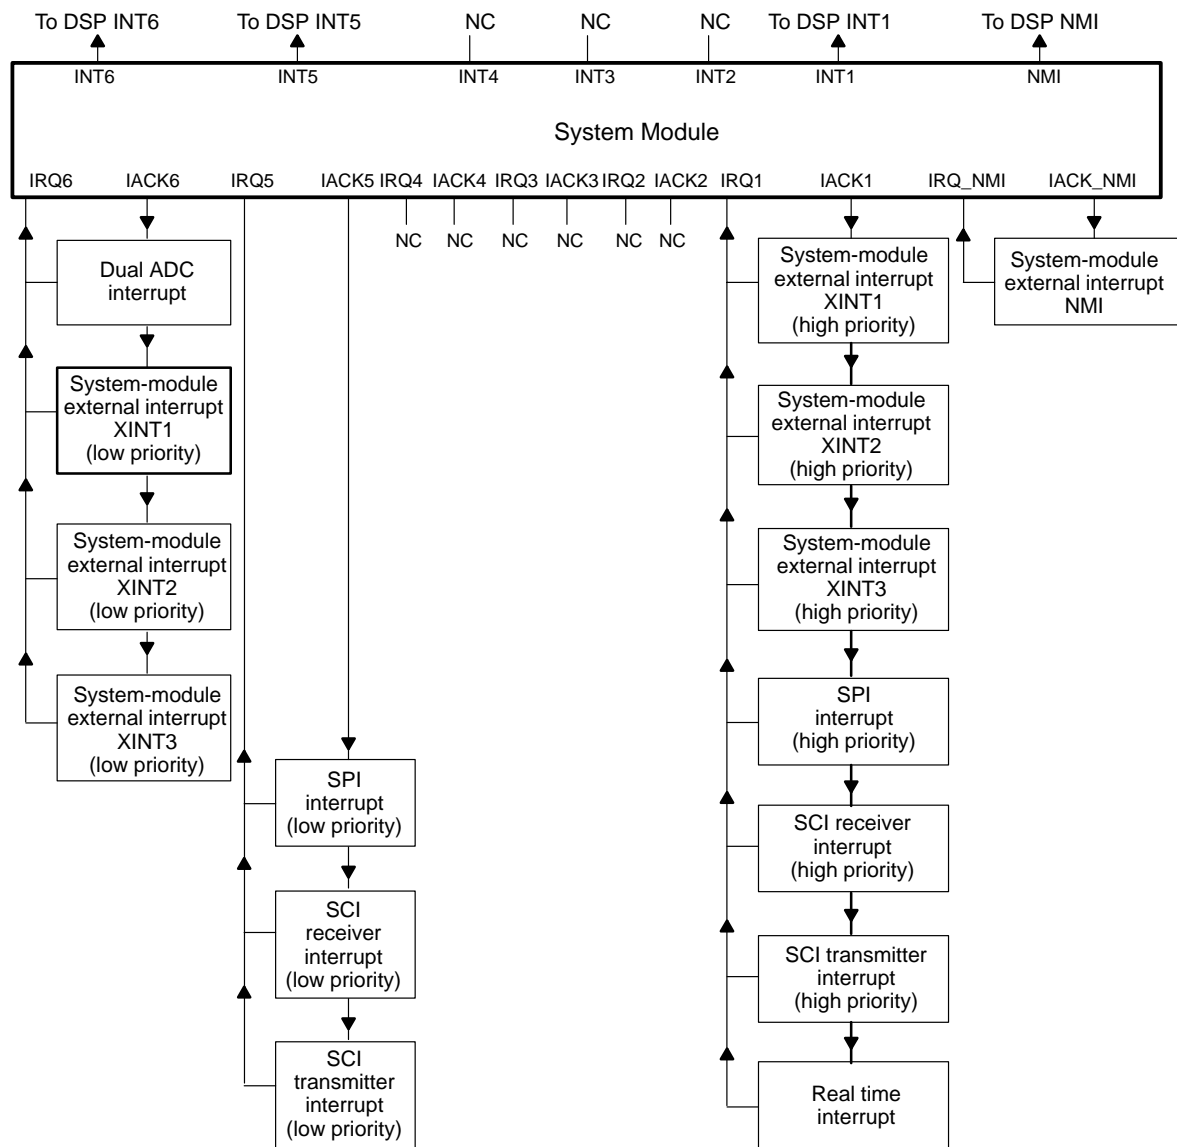 To DSP INT6
To DSP INT5
NC
NC
NC
To DSP INT1
To DSP NMI
INT6
INT5
INT4
INT3
INT2
INT1
NMI
System Module
IRQ6
IACK6
IRQ5
IACK5
IRQ4
IACK4
IRQ3
IACK3
IRQ2
IACK2
IRQ1
IACK1
IRQ_NMI
IACK_NMI
NC
NC
NC
NC
NC
NC
Dual ADC
interrupt
System-module
external interrupt
XINT1
(low priority)
System-module
external interrupt
XINT2
(low priority)
System-module
external interrupt
XINT3
(low priority)
SPI
interrupt
(low priority)
SCI
receiver
interrupt
(low priority)
SCI
transmitter
interrupt
(low priority)
System-module
external interrupt
XINT1
(high priority)
System-module
external interrupt
XINT2
(high priority)
System-module
external interrupt
XINT3
(high priority)
SPI
interrupt
(high priority)
SCI receiver
interrupt
(high priority)
SCI transmitter
interrupt
(high priority)
Real time
interrupt
System-module
external interrupt
NMI